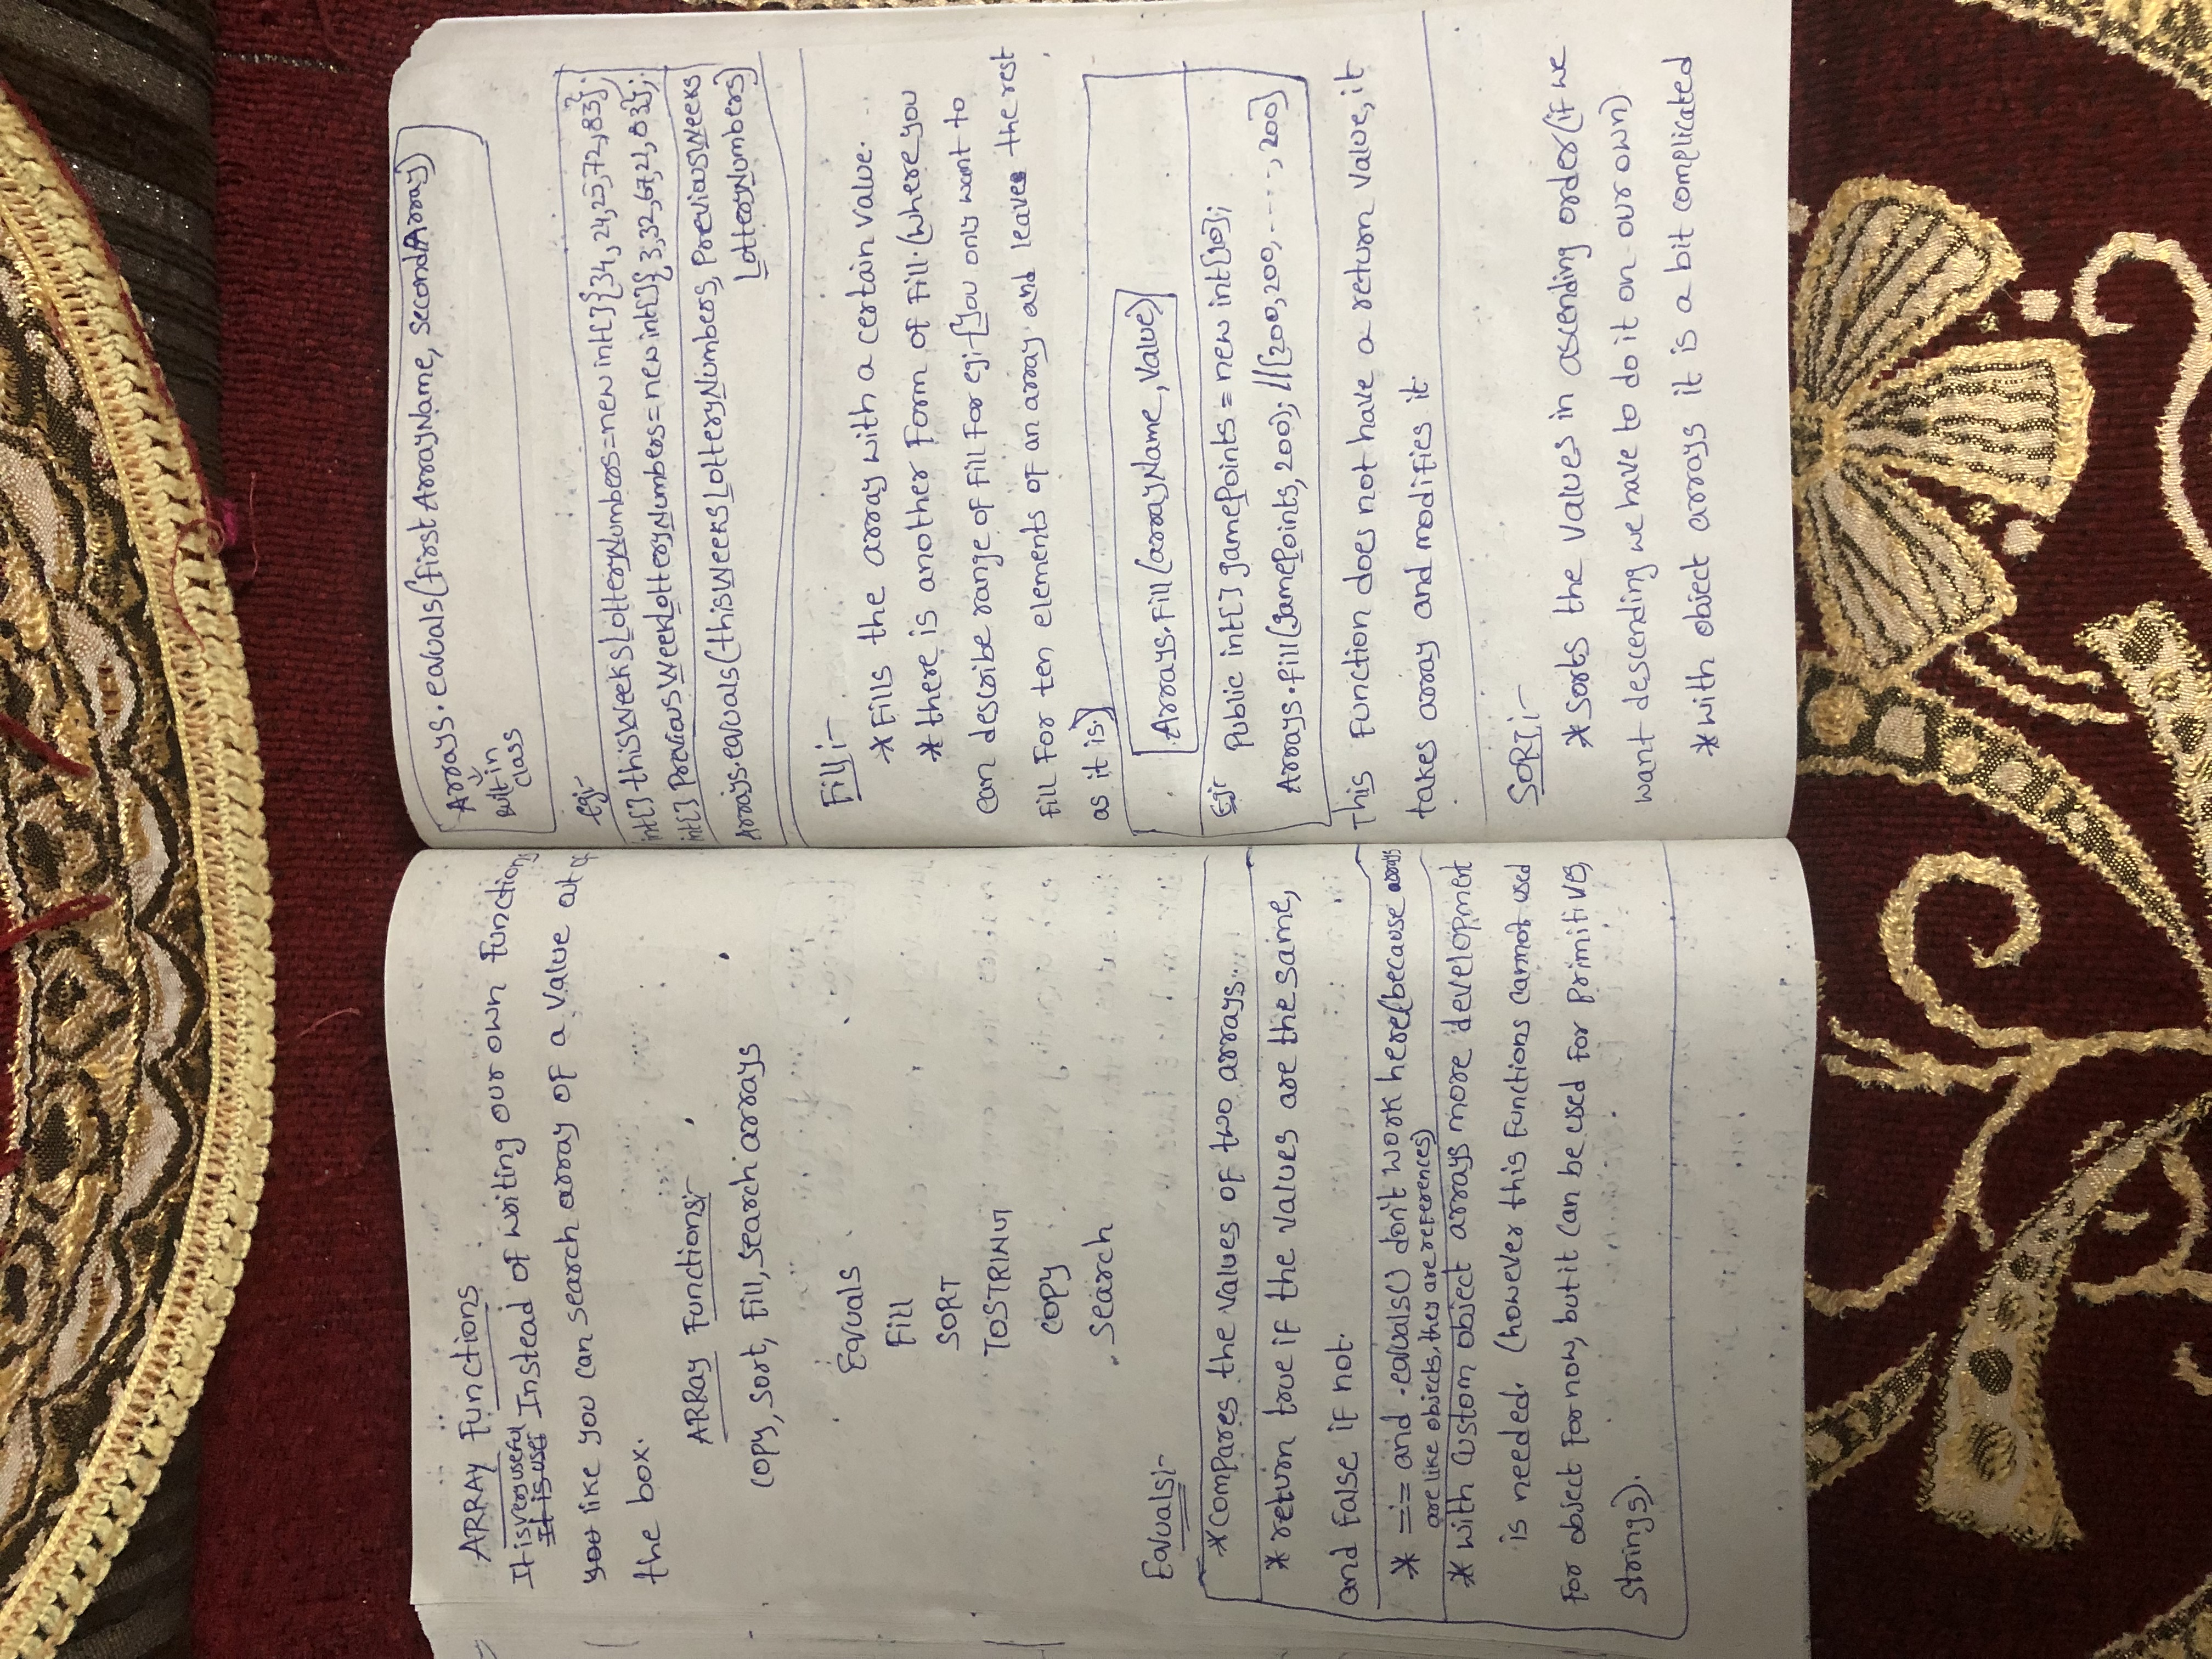 ARRAY Functions
It is very useful Instead of writing our own Functions
It is use
you like you can search array of a value out of
the box.
ARRay Functions:-
Copy, Sort, Fill, Search arrays
Equals
Fill
SORT
TOSTRING
Copy
Search
Equals:-
* Compares the values of two arrays.
* return true if the values are the same,
and false if not.
* == and .equals() don't work here (because arrays
are like objects, they are references)
* with custom object arrays more development
is needed. (however this Functions cannot used
for object for now, but it can be used for Primitives,
Strings).
Arrays.equals(first ArrayName, SecondArray)
Built-in
class
eg:-
int[] thisWeeksLotteryNumbers = new int[]{34, 24, 25, 72, 83};
int[] PreviousWeekLotteryNumbers = new int[]{3, 32, 67, 21, 83};
Arrays.equals(thisWeeksLotteryNumbers, PreviousWeeks
LotteryNumbers)
Fill:-
* Fills the array with a certain value.
* there is another Form of Fill. (where you
can describe range of Fill For eg:-[You only want to
Fill For ten elements of an array and leave the rest
as it is.]
Arrays.Fill (arrayName, Value)
Eg:- Public int[] gamePoints = new int[10];
Arrays.fill(gamePoints, 200); //[200, 200, - - - -, 200]
This Function does not have a return value, it
takes array and modifies it.
SORT:-
* Sorts the values in ascending order (if we
want descending we have to do it on our own)
* with object arrays it is a bit complicated